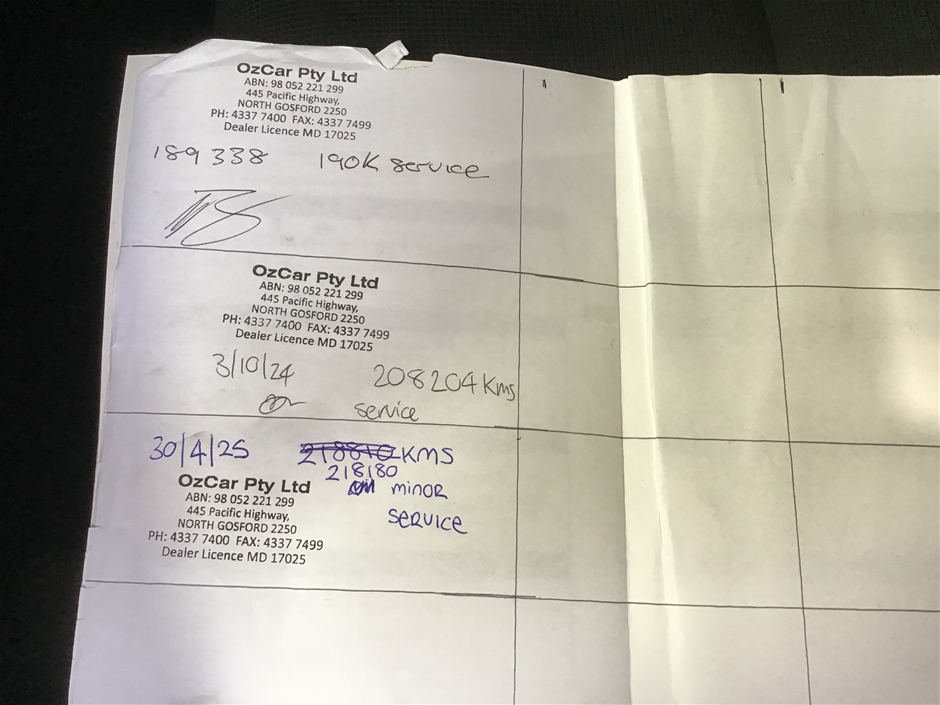 OzCar Pty Ltd
ABN: 98 052 221 299
445 Pacific Highway,
NORTH GOSFORD 2250
PH: 4337 7400 FAX: 4337 7499
Dealer Licence MD 17025
189 338 190K service
OzCar Pty Ltd
ABN: 98 052 221 299
445 Pacific Highway,
NORTH GOSFORD 2250
PH: 4337 7400 FAX: 4337 7499
Dealer Licence MD 17025
3/10/24 208204 Kms
service
30/4/25 218810 KMS
218180
minor
SERVICE
OzCar Pty Ltd
ABN: 98 052 221 299
445 Pacific Highway,
NORTH GOSFORD 2250
PH: 4337 7400 FAX: 4337 7499
Dealer Licence MD 17025